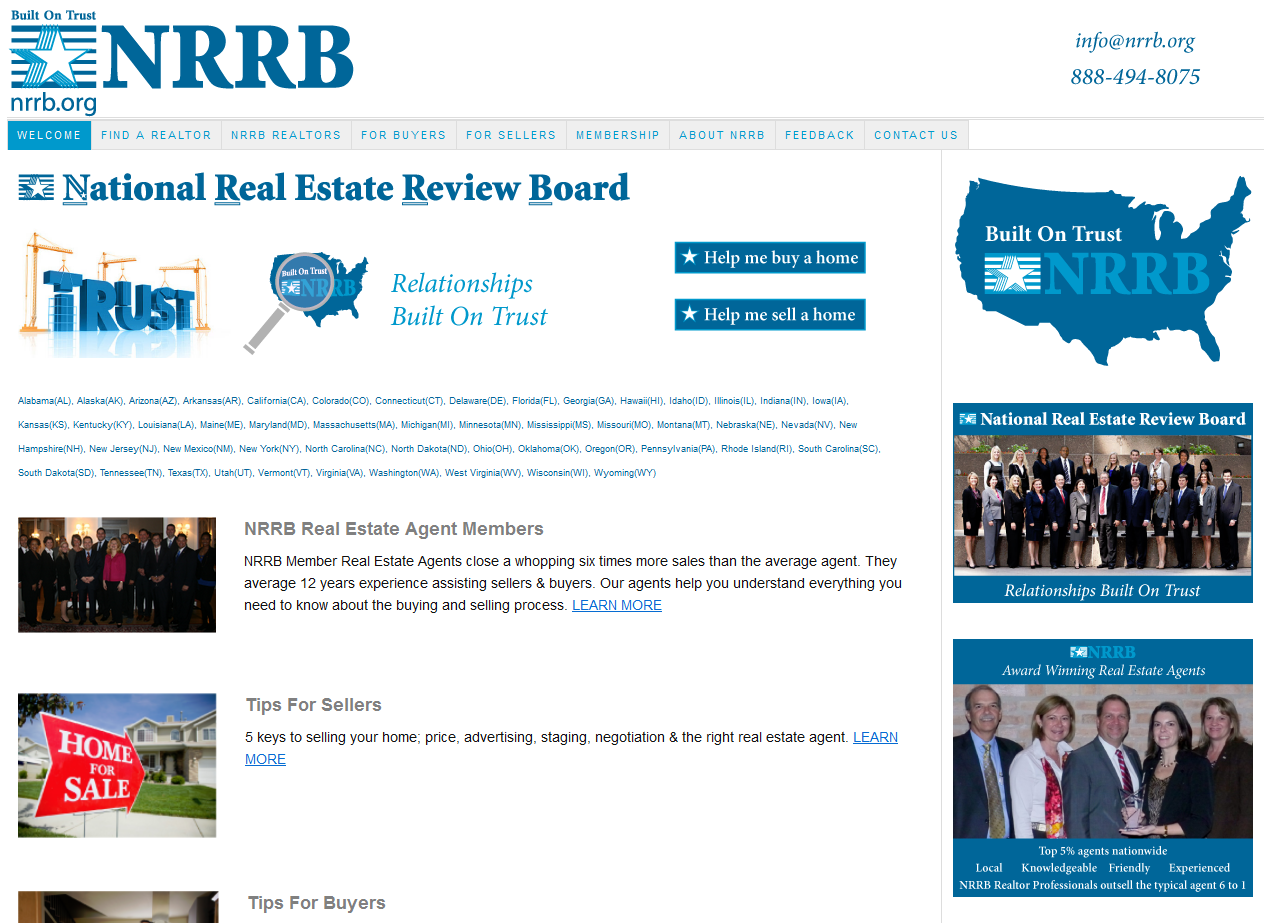 Built On Trust
NRRB
nrrb.org
info@nrrb.org
888-494-8075
WELCOME FIND A REALTOR NRRB REALTORS FOR BUYERS FOR SELLERS MEMBERSHIP ABOUT NRRB FEEDBACK CONTACT US
National Real Estate Review Board
TRUST
Built On Trust
NRRB
Relationships
Built On Trust
Help me buy a home
Help me sell a home
Alabama(AL), Alaska(AK), Arizona(AZ), Arkansas(AR), California(CA), Colorado(CO), Connecticut(CT), Delaware(DE), Florida(FL), Georgia(GA), Hawaii(HI), Idaho(ID), Illinois(IL), Indiana(IN), Iowa(IA),
Kansas(KS), Kentucky(KY), Louisiana(LA), Maine(ME), Maryland(MD), Massachusetts(MA), Michigan(MI), Minnesota(MN), Mississippi(MS), Missouri(MO), Montana(MT), Nebraska(NE), Nevada(NV), New
Hampshire(NH), New Jersey(NJ), New Mexico(NM), New York(NY), North Carolina(NC), North Dakota(ND), Ohio(OH), Oklahoma(OK), Oregon(OR), Pennsylvania(PA), Rhode Island(RI), South Carolina(SC),
South Dakota(SD), Tennessee(TN), Texas(TX), Utah(UT), Vermont(VT), Virginia(VA), Washington(WA), West Virginia(WV), Wisconsin(WI), Wyoming(WY)
NRRB Real Estate Agent Members
NRRB Member Real Estate Agents close a whopping six times more sales than the average agent. They
average 12 years experience assisting sellers & buyers. Our agents help you understand everything you
need to know about the buying and selling process. LEARN MORE
HOME
FOR
SALE
Tips For Sellers
5 keys to selling your home; price, advertising, staging, negotiation & the right real estate agent. LEARN
MORE
Tips For Buyers
Built On Trust
NRRB
National Real Estate Review Board
Relationships Built On Trust
NRRB
Award Winning Real Estate Agents
Top 5% agents nationwide
Local Knowledgeable Friendly Experienced
NRRB Realtor Professionals outsell the typical agent 6 to 1